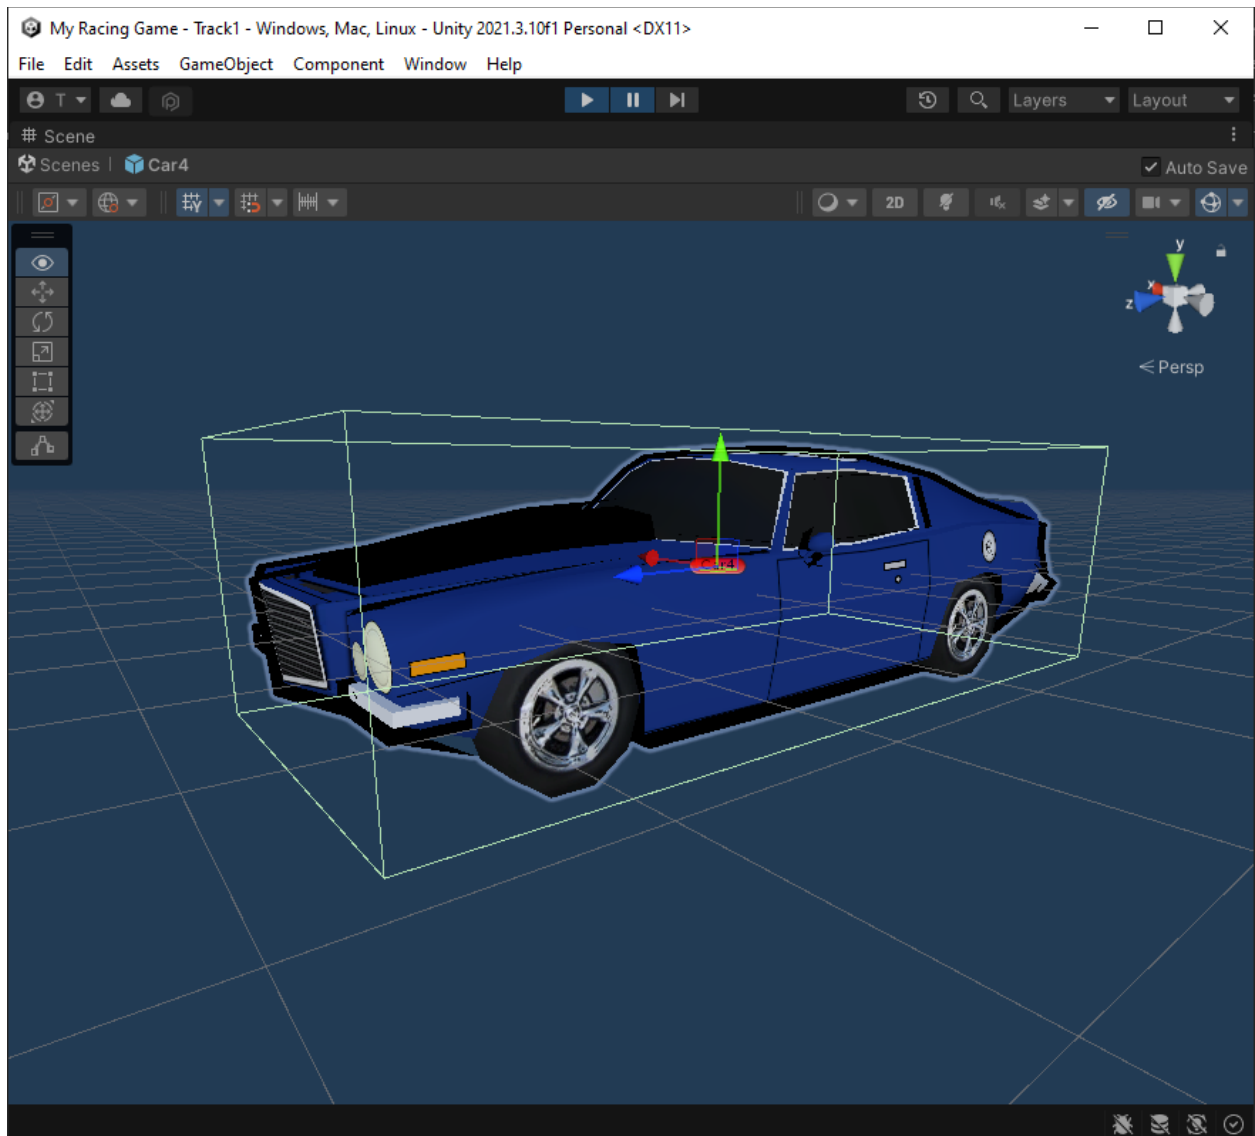 My Racing Game - Track1 - Windows, Mac, Linux - Unity 2021.3.10f1 Personal <DX11>
File Edit Assets GameObject Component Window Help
T Layers Layout
Scene
Scenes Car4
Auto Save
2D
y
x
z
Persp